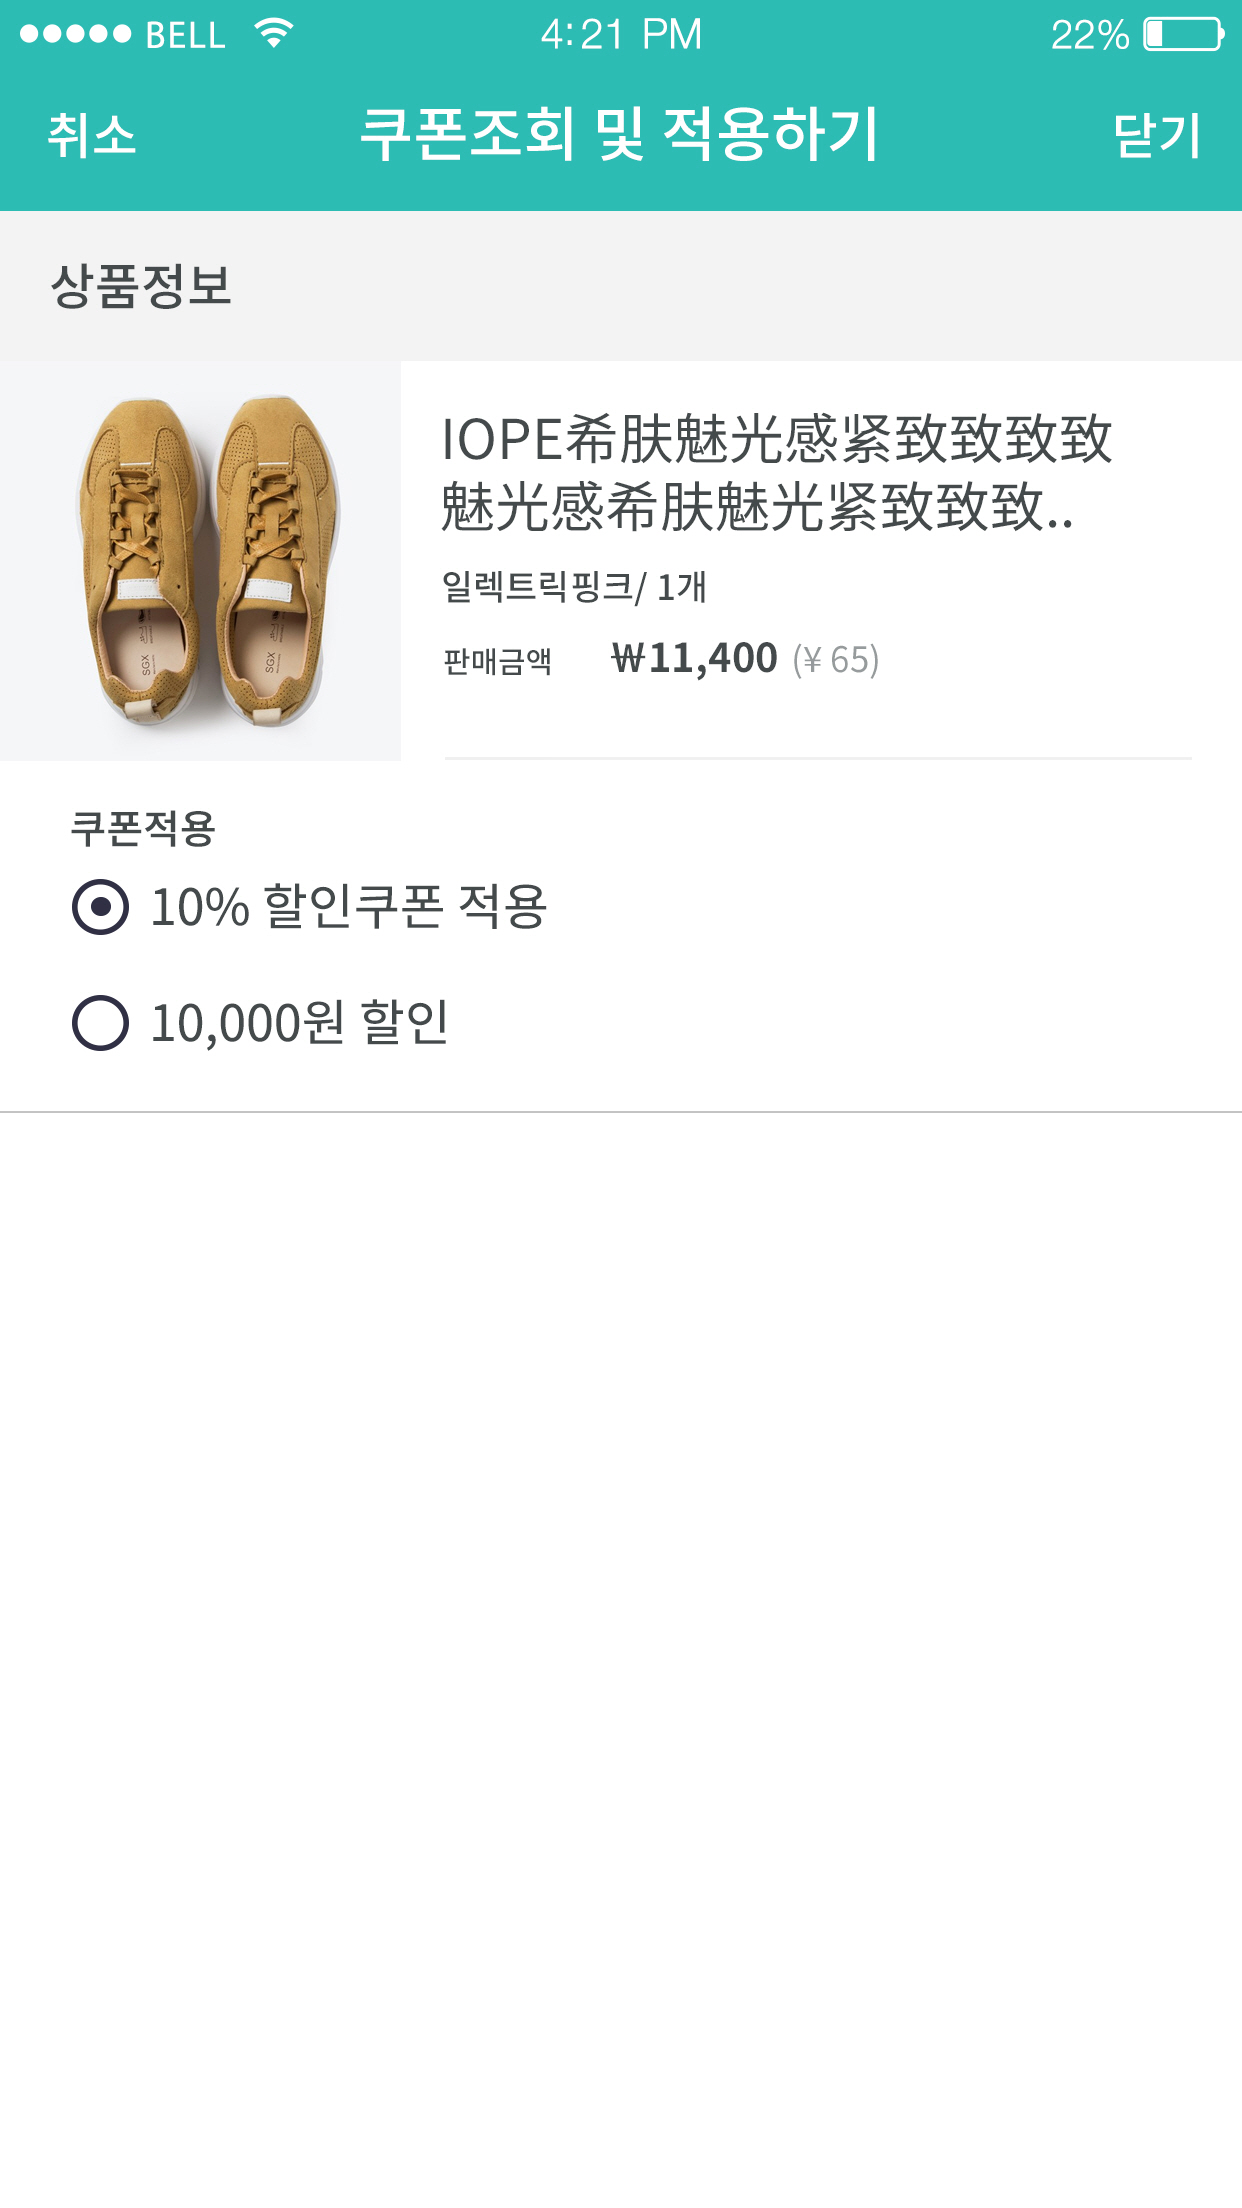 BELL 4:21 PM 22%
취소 쿠폰조회 및 적용하기 닫기
상품정보
IOPE希肤魅光感紧致致致致
魅光感希肤魅光紧致致致..
일렉트릭핑크/ 1개
판매금액 ₩11,400 (¥ 65)
SGX SGX
쿠폰적용
10% 할인쿠폰 적용
10,000원 할인